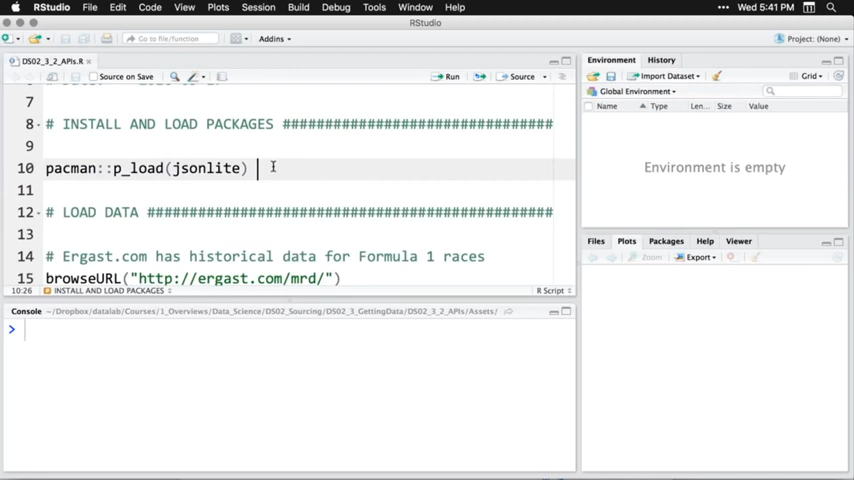 RStudio File Edit Code View Plots Session Build Debug Tools Window Help Wed 5:41 PM
RStudio
Go to file/function Addins Project: (None)
DS02_3_2_APIs.R
Source on Save Run Source
7
8 # INSTALL AND LOAD PACKAGES ################################
9
10 pacman::p_load(jsonlite)
11
12 # LOAD DATA ################################################
13
14 # Ergast.com has historical data for Formula 1 races
15 browseURL("http://ergast.com/mrd/")
10:26 INSTALL AND LOAD PACKAGES R Script
Console ~/Dropbox/datalab/Courses/1_Overviews/Data_Science/DS02_Sourcing/DS02_3_GettingData/DS02_3_2_APIs/Assets/
>
Environment History
Import Dataset Grid
Global Environment
Name Type Len... Size Value
Environment is empty
Files Plots Packages Help Viewer
Zoom Export